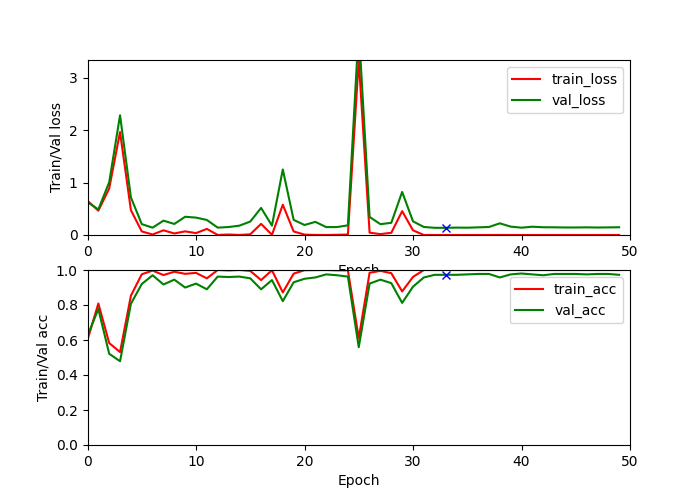 3
2
1
0
Train/Val loss
train_loss
val_loss
0 10 20 30 40 50
Epoch
1.0
0.8
0.6
0.4
0.2
0.0
Train/Val acc
train_acc
val_acc
0 10 20 30 40 50
Epoch